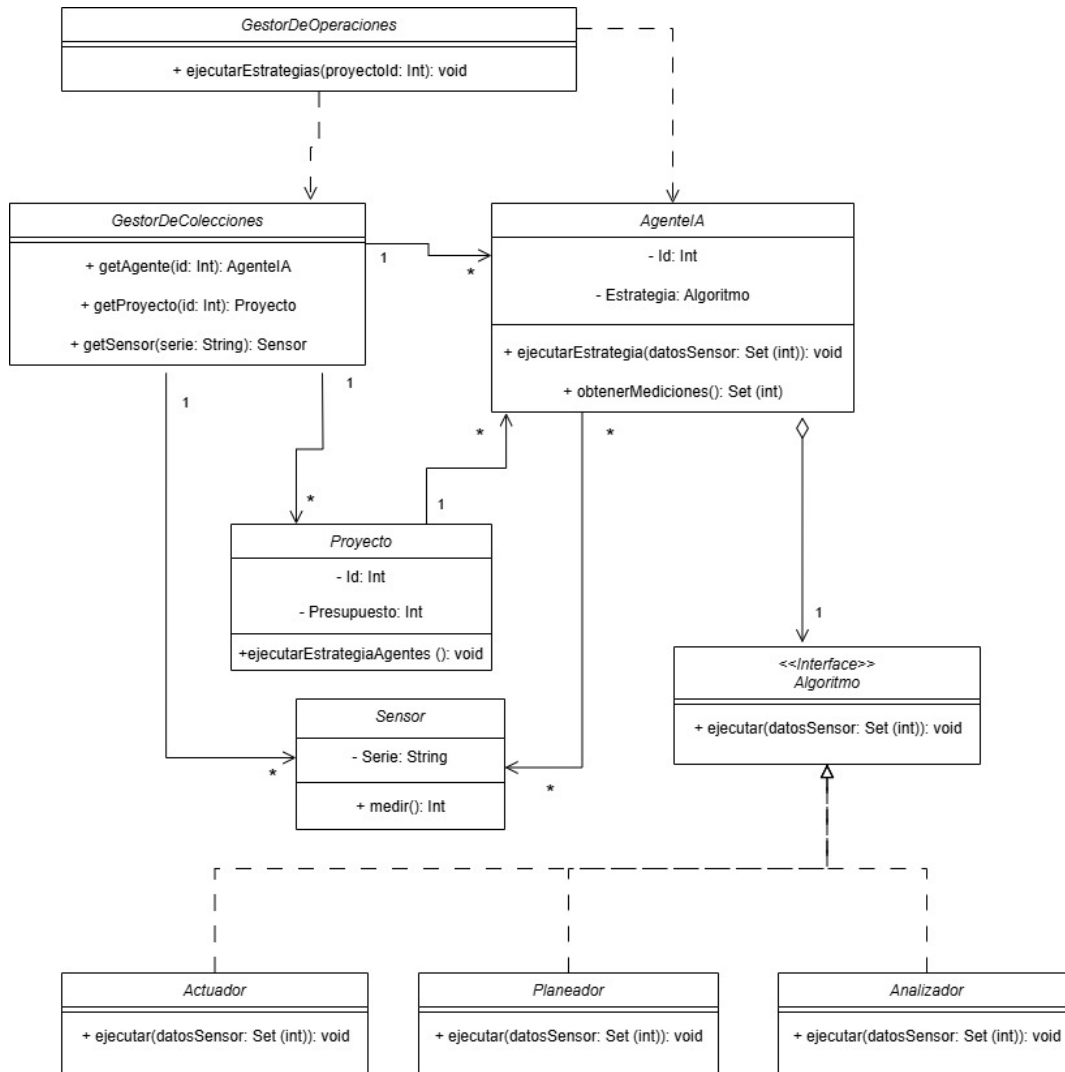 GestorDeOperaciones
+ ejecutarEstrategias(proyectoId: Int): void
GestorDeColecciones
+ getAgente(id: Int): AgenteIA
+ getProyecto(id: Int): Proyecto
+ getSensor(serie: String): Sensor
AgenteIA
- Id: Int
- Estrategia: Algoritmo
+ ejecutarEstrategia(datosSensor: Set (int)): void
+ obtenerMediciones(): Set (int)
1
*
1
1
*
*
*
1
Proyecto
- Id: Int
- Presupuesto: Int
+ejecutarEstrategiaAgentes (): void
1
<<Interface>>
Algoritmo
+ ejecutar(datosSensor: Set (int)): void
Sensor
- Serie: String
+ medir(): Int
*
*
Actuador
+ ejecutar(datosSensor: Set (int)): void
Planeador
+ ejecutar(datosSensor: Set (int)): void
Analizador
+ ejecutar(datosSensor: Set (int)): void